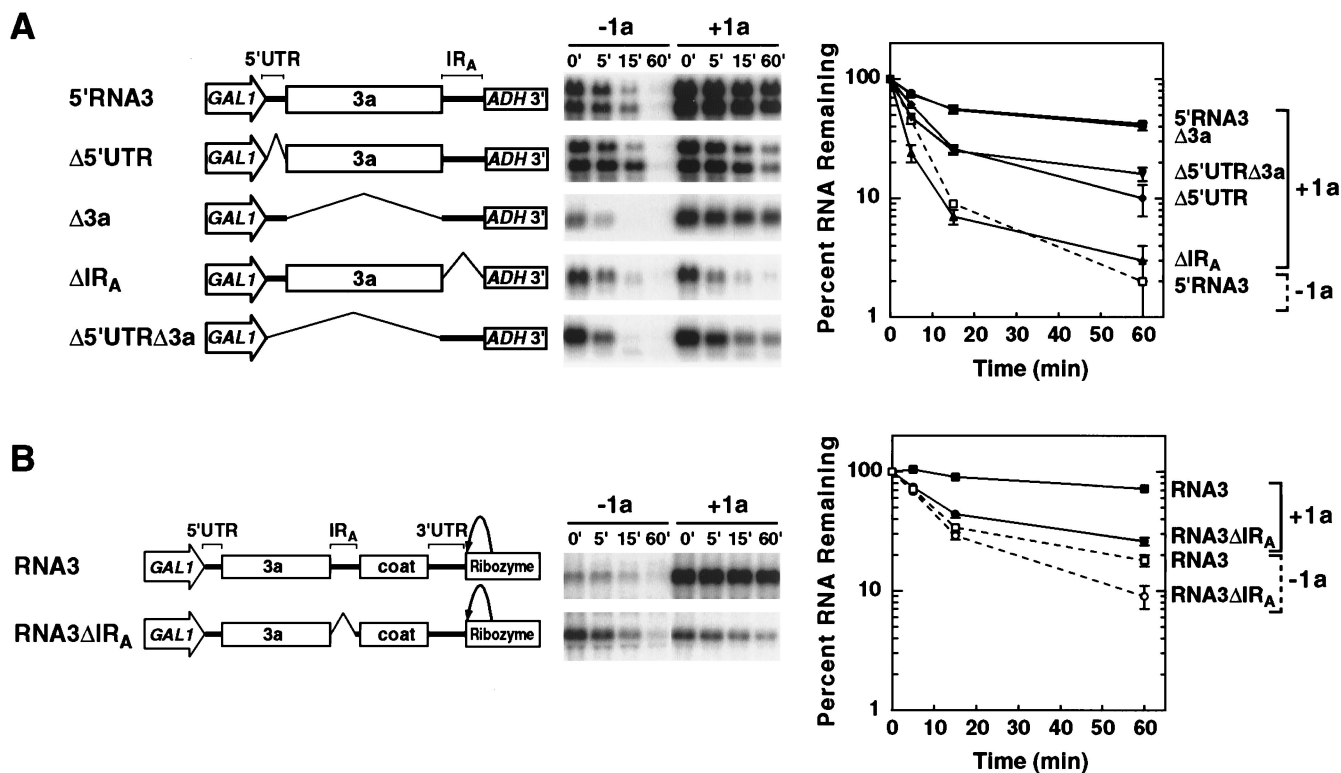 A
-1a +1a
5'UTR IRA 0' 5' 15' 60' 0' 5' 15' 60'
5'RNA3 GAL1 3a ADH 3'
Δ5'UTR GAL1 3a ADH 3'
Δ3a GAL1 ADH 3'
ΔIRA GAL1 3a ADH 3'
Δ5'UTRΔ3a GAL1 ADH 3'
Percent RNA Remaining
100
10
1
0 10 20 30 40 50 60
Time (min)
5'RNA3
Δ3a
Δ5'UTRΔ3a
Δ5'UTR
ΔIRA
5'RNA3
+1a
-1a
B
-1a +1a
5'UTR IRA 3'UTR 0' 5' 15' 60' 0' 5' 15' 60'
RNA3 GAL1 3a coat Ribozyme
RNA3ΔIRA GAL1 3a coat Ribozyme
Percent RNA Remaining
100
10
1
0 10 20 30 40 50 60
Time (min)
RNA3
RNA3ΔIRA
RNA3
RNA3ΔIRA
+1a
-1a